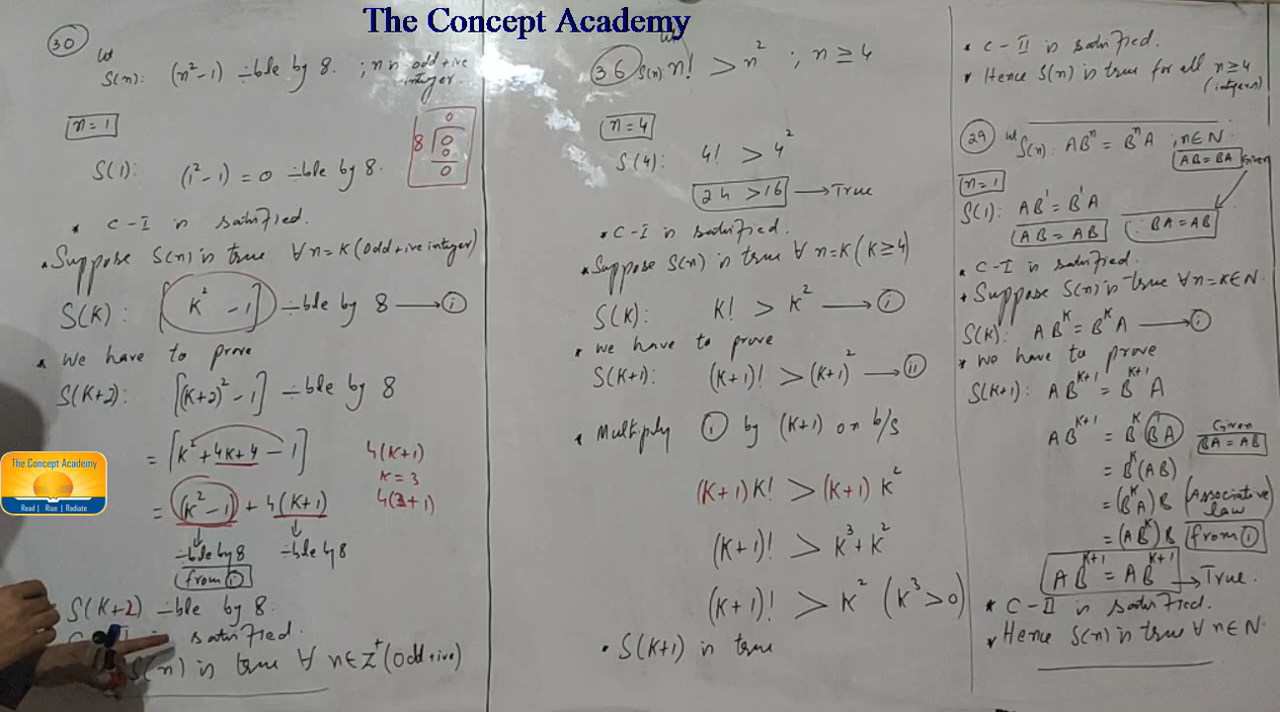 The Concept Academy
30
let
S(n): (n²-1) ÷ble by 8. ; n is odd +ive integer.
n=1
0
8 0
0
0
S(1): (1²-1) = 0 ÷ble by 8.
* C-I is satisfied.
* Suppose S(n) is true ∀ n=K (odd +ive integer)
S(K): [K²-1] ÷ble by 8 → i
* We have to prove
S(K+2): [(K+2)²-1] ÷ble by 8
= [K²+4K+4-1]
4(K+1)
K=3
= (K²-1) + 4(K+1)
4(3+1)
÷ble by 8 ÷ble by 8
from i
S(K+2) ÷ble by 8.
satisfied.
S(n) is true ∀ n∈Z⁺ (odd +ive)
The Concept Academy
Read | Rise | Radiate
36 let S(n): n! > n² ; n ≥ 4
n=4
S(4): 4! > 4²
24 > 16 → True
* C-I is satisfied.
* Suppose S(n) is true ∀ n=K (K≥4)
S(K): K! > K² → i
* we have to prove
S(K+1): (K+1)! > (K+1)² → ii
* Multiply i by (K+1) on b/s
(K+1)K! > (K+1)K²
(K+1)! > K³+K²
(K+1)! > K² (K³>0)
* S(K+1) is true
* C-II is satisfied.
* Hence S(n) is true for all n≥4 (integers)
29 let S(n): ABⁿ = BⁿA ; n∈N.
AB=BA Given
n=1
S(1): AB¹ = B¹A
AB = AB ∵ BA = AB
* C-I is satisfied.
* Suppose S(n) is true ∀ n=K∈N.
S(K): ABᴷ = BᴷA → i
* We have to prove
S(K+1): ABᴷ⁺¹ = Bᴷ⁺¹A
ABᴷ⁺¹ = Bᴷ(BA) Given BA = AB
= Bᴷ(AB)
= (BᴷA)B (Associative law
= (ABᴷ)B from i
ABᴷ⁺¹ = ABᴷ⁺¹ → True.
* C-II is satisfied.
* Hence S(n) is true ∀ n∈N.